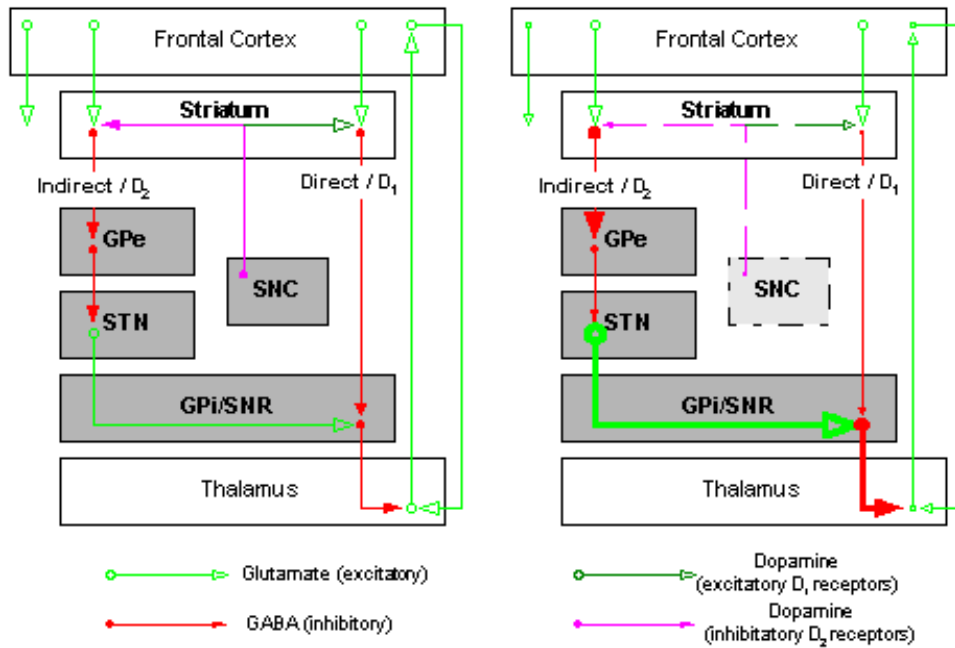 Frontal Cortex
Striatum
Indirect / D2
Direct / D1
GPe
SNC
STN
GPi/SNR
Thalamus
Frontal Cortex
Striatum
Indirect / D2
Direct / D1
GPe
SNC
STN
GPi/SNR
Thalamus
Glutamate (excitatory)
GABA (inhibitory)
Dopamine
(excitatory D1 receptors)
Dopamine
(inhibitatory D2 receptors)